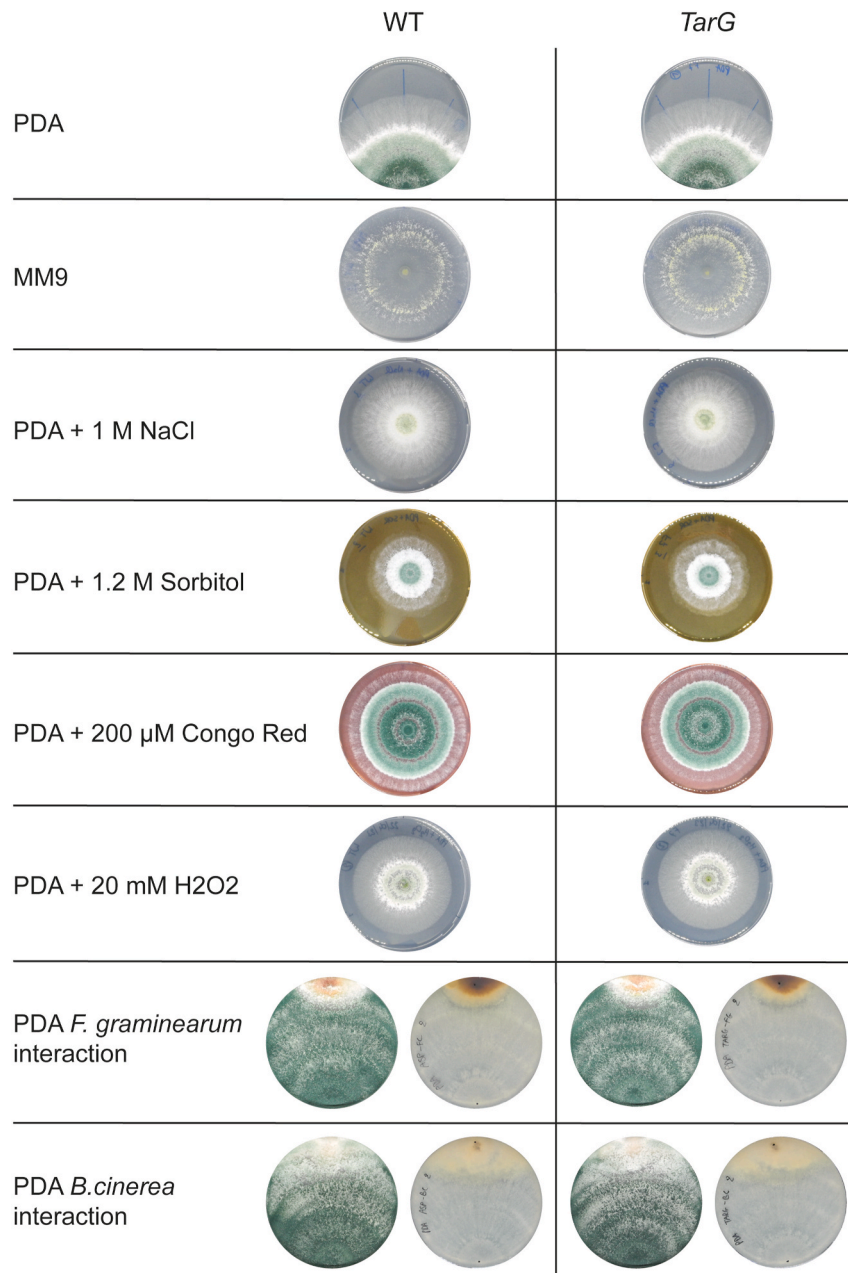 WT TarG
PDA
MM9
PDA + 1 M NaCl
PDA + 1.2 M Sorbitol
PDA + 200 µM Congo Red
PDA + 20 mM H2O2
PDA F. graminearum
interaction
PDA B.cinerea
interaction